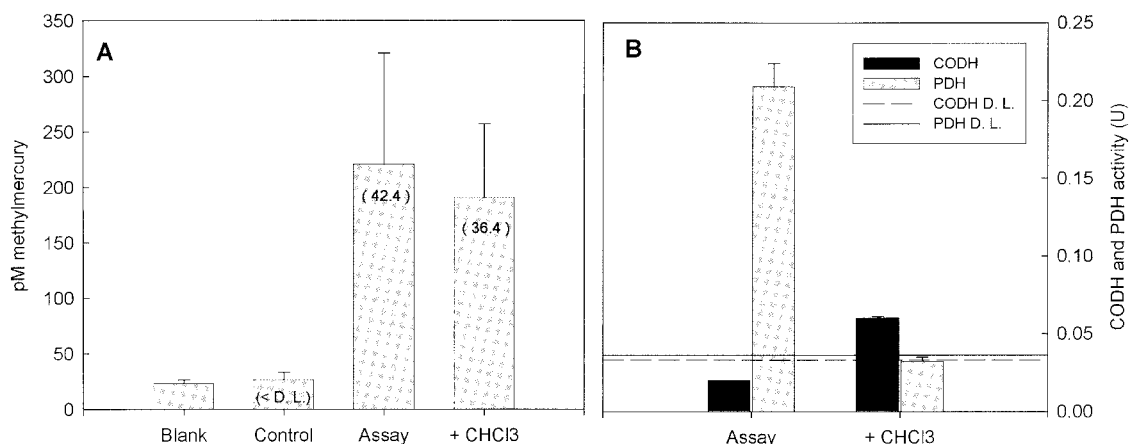 A
pM methylmercury
350
300
250
200
150
100
50
0
(< D. L.)
( 42.4 )
( 36.4 )
Blank Control Assay + CHCl3
B
CODH
PDH
CODH D. L.
PDH D. L.
CODH and PDH activity (U)
0.25
0.20
0.15
0.10
0.05
0.00
Assay + CHCl3